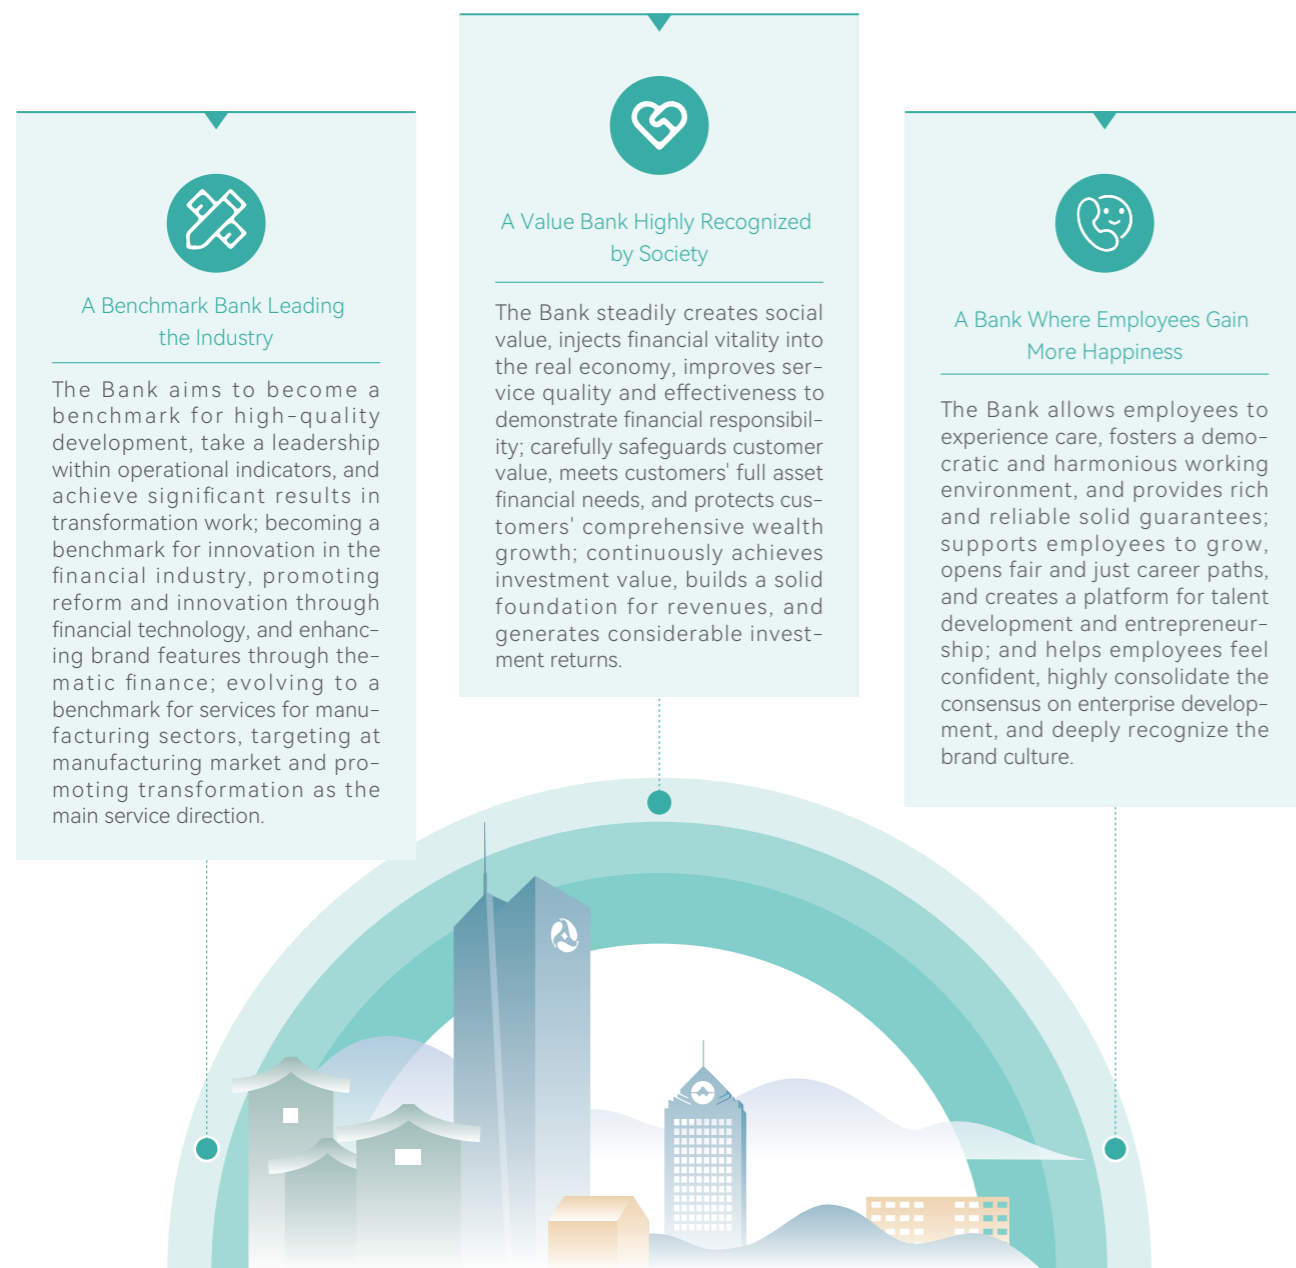 A Benchmark Bank Leading
the Industry
The Bank aims to become a
benchmark for high-quality
development, take a leadership
within operational indicators, and
achieve significant results in
transformation work; becoming a
benchmark for innovation in the
financial industry, promoting
reform and innovation through
financial technology, and enhanc-
ing brand features through the-
matic finance; evolving to a
benchmark for services for manu-
facturing sectors, targeting at
manufacturing market and pro-
moting transformation as the
main service direction.
A Value Bank Highly Recognized
by Society
The Bank steadily creates social
value, injects financial vitality into
the real economy, improves ser-
vice quality and effectiveness to
demonstrate financial responsibil-
ity; carefully safeguards customer
value, meets customers' full asset
financial needs, and protects cus-
tomers' comprehensive wealth
growth; continuously achieves
investment value, builds a solid
foundation for revenues, and
generates considerable invest-
ment returns.
A Bank Where Employees Gain
More Happiness
The Bank allows employees to
experience care, fosters a demo-
cratic and harmonious working
environment, and provides rich
and reliable solid guarantees;
supports employees to grow,
opens fair and just career paths,
and creates a platform for talent
development and entrepreneur-
ship; and helps employees feel
confident, highly consolidate the
consensus on enterprise develop-
ment, and deeply recognize the
brand culture.